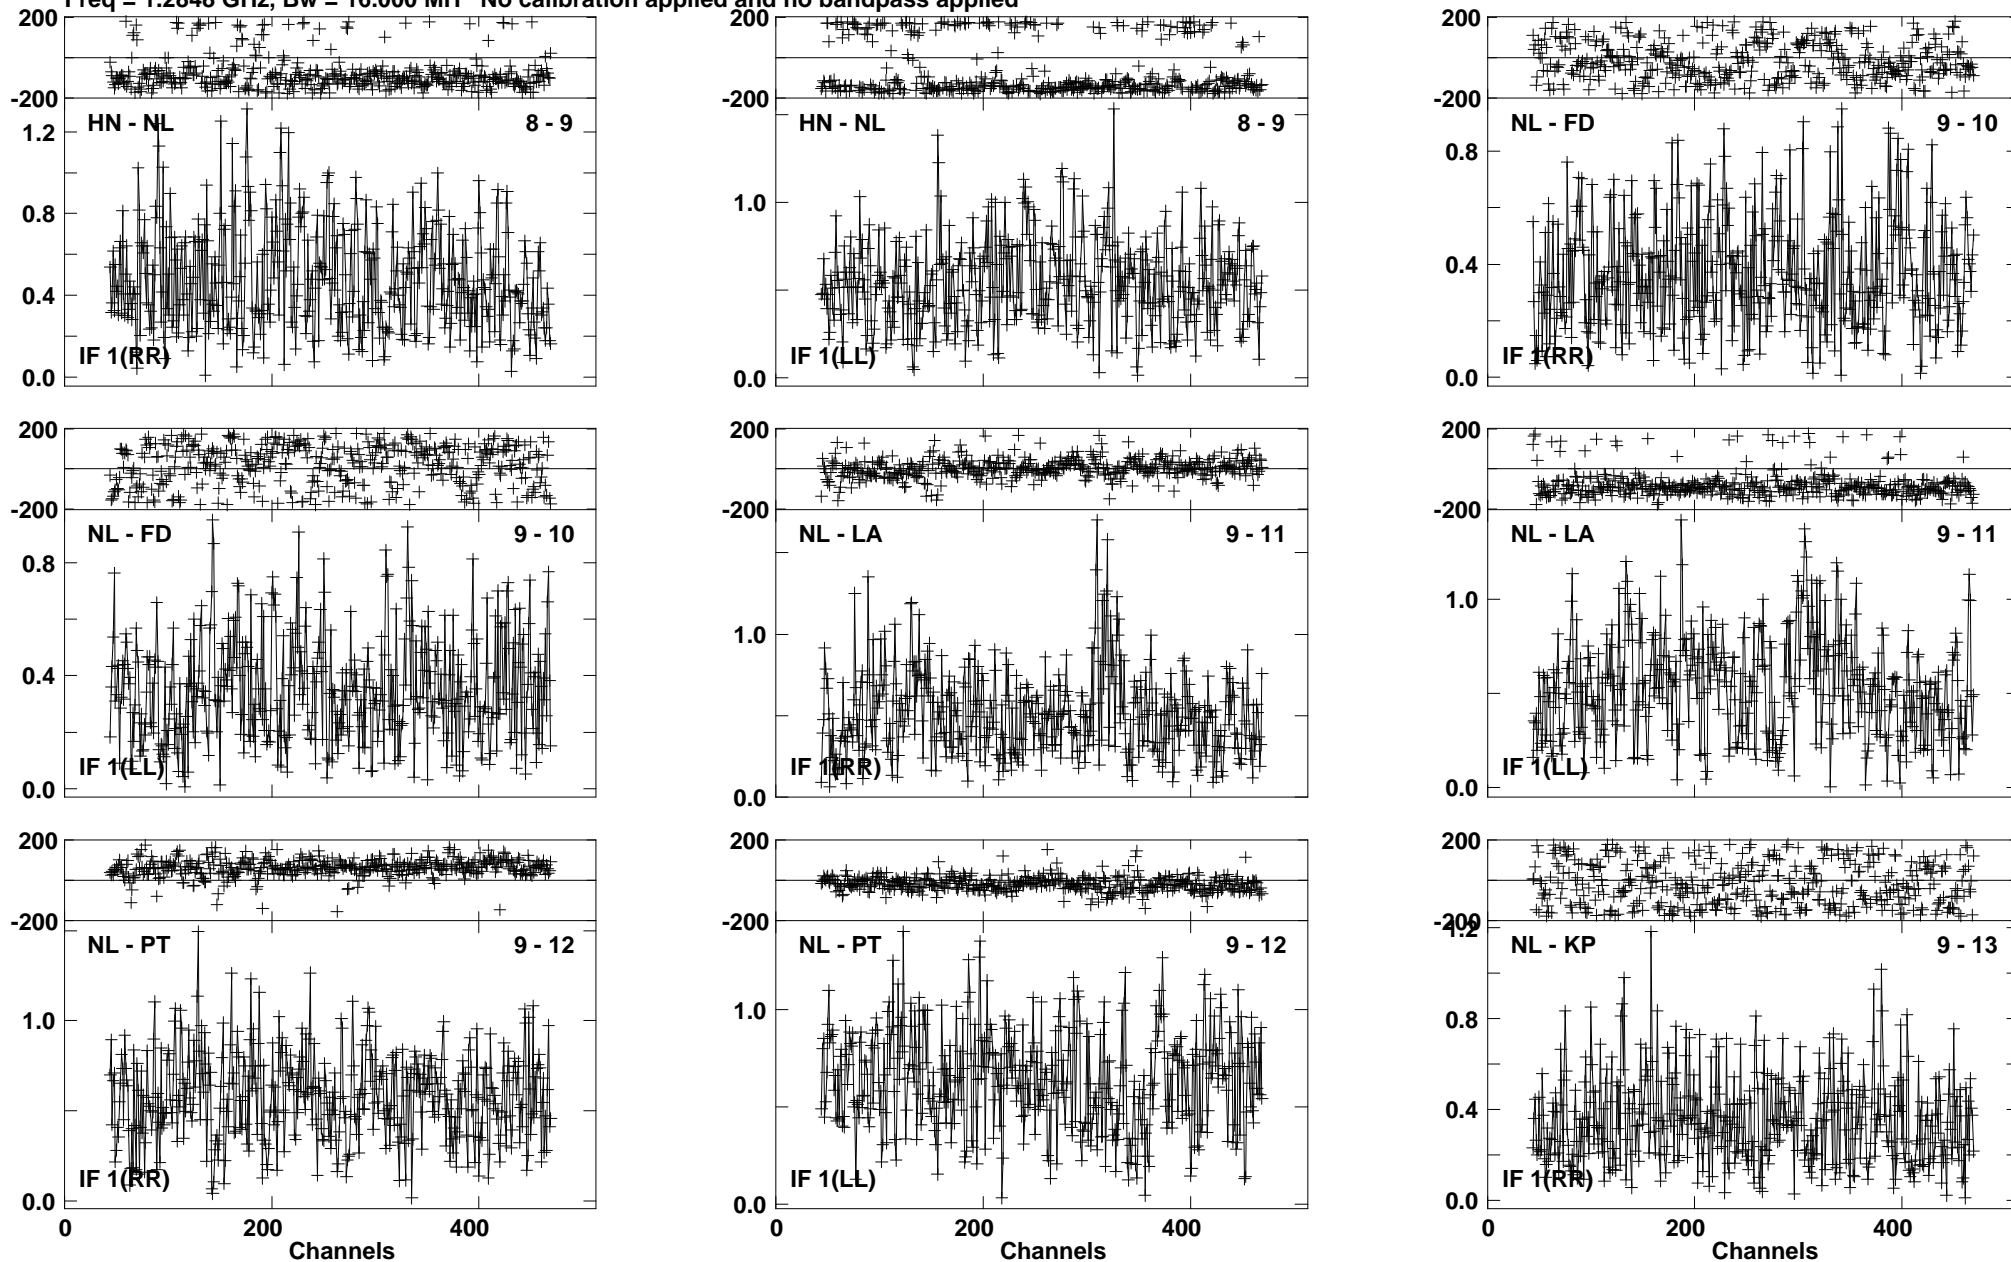 Freq = 1.2848 GHz, Bw = 16.000 MH No calibration applied and no bandpass applied
200
-200
HN - NL 8 - 9
1.2
0.8
0.4
0.0
IF 1(RR)
200
-200
HN - NL 8 - 9
1.0
0.0
IF 1(LL)
0 200 400
200
-200
NL - FD 9 - 10
0.8
0.4
0.0
IF 1(RR)
200
-200
NL - FD 9 - 10
0.8
0.4
0.0
IF 1(LL)
200
-200
NL - LA 9 - 11
1.0
0.0
IF 1(RR)
200
-200
NL - LA 9 - 11
1.0
0.0
IF 1(LL)
200
-200
NL - PT 9 - 12
1.0
0.0
IF 1(RR)
0 200 400
Channels
200
-200
NL - PT 9 - 12
1.0
0.0
IF 1(LL)
200
-200
1.2
NL - KP 9 - 13
0.8
0.4
0.0
IF 1(RR)
0 200 400
Channels